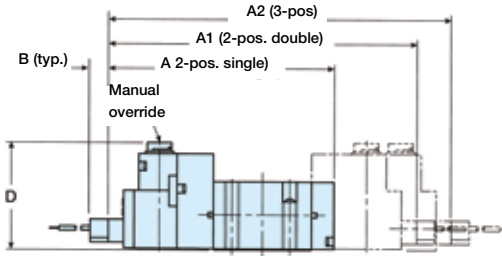 A2 (3-pos)
A1 (2-pos. double)
B (typ.)
A 2-pos. single)
Manual
override
D